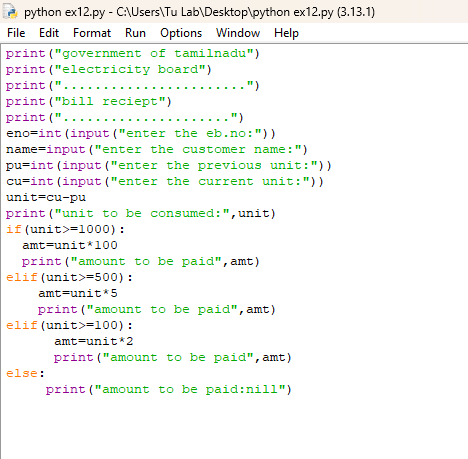 python ex12.py - C:\Users\Tu Lab\Desktop\python ex12.py (3.13.1)
File Edit Format Run Options Window Help
print("government of tamilnadu")
print("electricity board")
print(".......................")
print("bill reciept")
print(".....................")
eno=int(input("enter the eb.no:"))
name=input("enter the customer name:")
pu=int(input("enter the previous unit:"))
cu=int(input("enter the current unit:"))
unit=cu-pu
print("unit to be consumed:",unit)
if(unit>=1000):
  amt=unit*100
  print("amount to be paid",amt)
elif(unit>=500):
    amt=unit*5
    print("amount to be paid",amt)
elif(unit>=100):
      amt=unit*2
      print("amount to be paid",amt)
else:
     print("amount to be paid:nill")